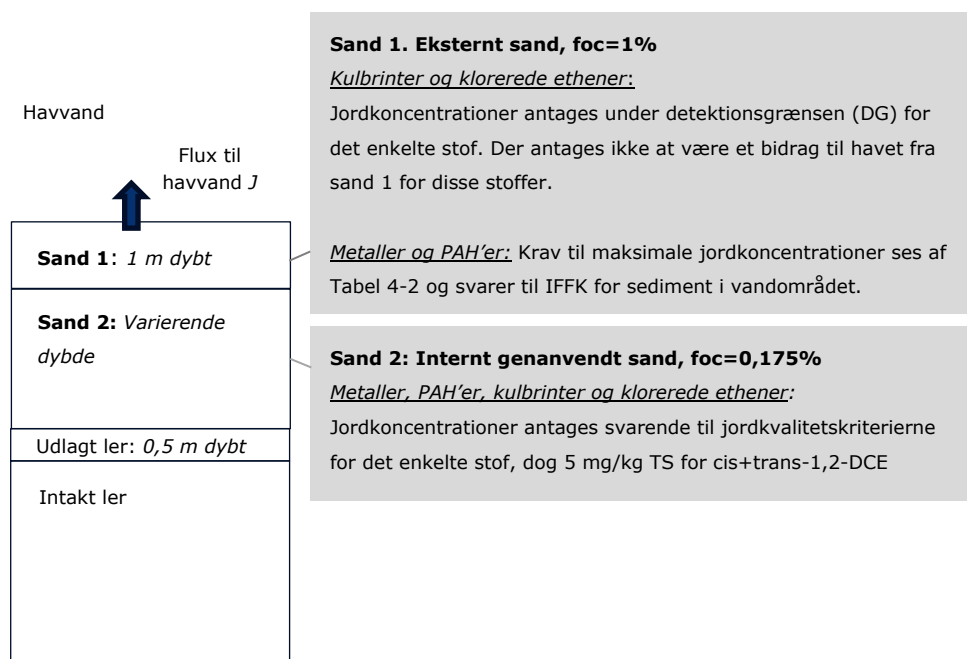 Havvand
Flux til
havvand J
Sand 1: 1 m dybt
Sand 2: Varierende
dybde
Udlagt ler: 0,5 m dybt
Intakt ler
Sand 1. Eksternt sand, foc=1%
Kulbrinter og klorerede ethener:
Jordkoncentrationer antages under detektionsgrænsen (DG) for
det enkelte stof. Der antages ikke at være et bidrag til havet fra
sand 1 for disse stoffer.
Metaller og PAH'er: Krav til maksimale jordkoncentrationer ses af
Tabel 4-2 og svarer til IFFK for sediment i vandområdet.
Sand 2: Internt genanvendt sand, foc=0,175%
Metaller, PAH'er, kulbrinter og klorerede ethener:
Jordkoncentrationer antages svarende til jordkvalitetskriterierne
for det enkelte stof, dog 5 mg/kg TS for cis+trans-1,2-DCE